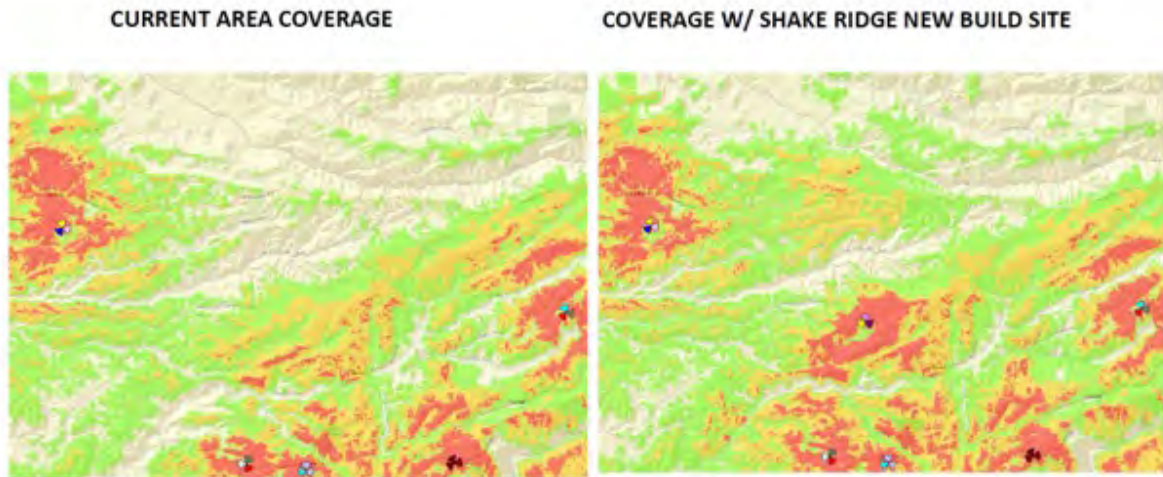 CURRENT AREA COVERAGE
COVERAGE W/ SHAKE RIDGE NEW BUILD SITE